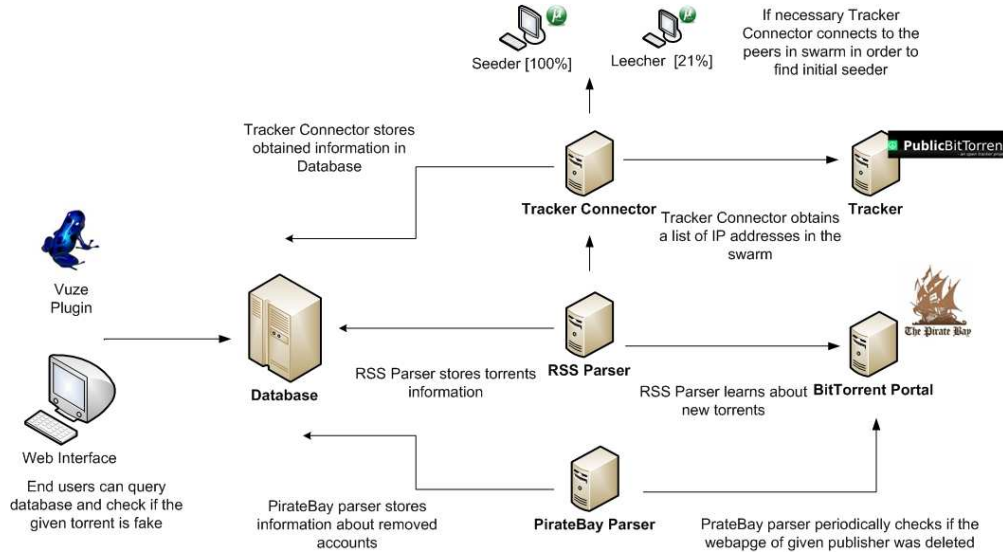 If necessary Tracker
Connector connects to the
peers in swarm in order to
find initial seeder
Seeder [100%]
Leecher [21%]
Tracker Connector stores
obtained information in
Database
PublicBitTorren
Tracker Connector
Tracker
Tracker Connector obtains
a list of IP addresses in the
swarm
Vuze
Plugin
The Pirate Bay
RSS Parser stores torrents
information
RSS Parser
RSS Parser learns about
new torrents
BitTorrent Portal
Database
Web Interface
End users can query
database and check if the
given torrent is fake
PirateBay parser stores
information about removed
accounts
PirateBay Parser
PrateBay parser periodically checks if the
webpage of given publisher was deleted